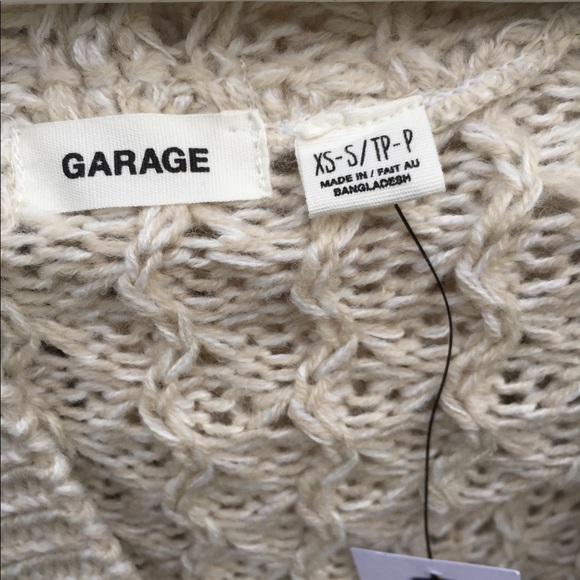 GARAGE
XS-S/TP-P
MADE IN / FAIT AU
BANGLADESH